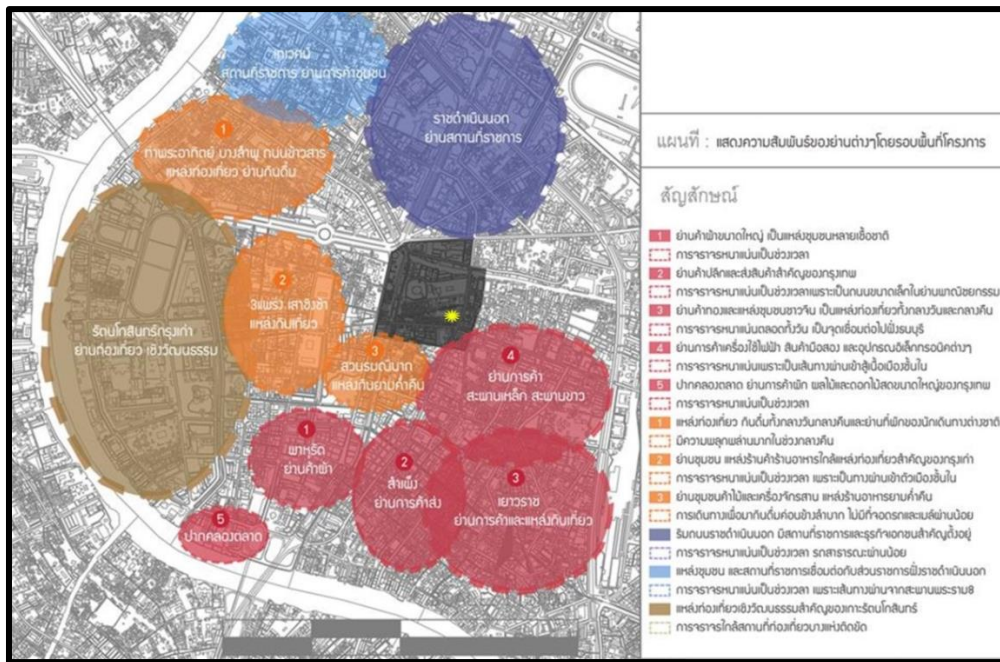 เทเวศน์
สถานที่ราชการ ย่านการค้าชุมชน
ราชดำเนินนอก
ย่านสถานที่ราชการ
1
ท่าพระอาทิตย์ บางลำพู ถนนข้าวสาร
แหล่งท่องเที่ยว ย่านกินดื่ม
2
3แพร่ง เสาชิงช้า
แหล่งกินเที่ยว
รัตนโกสินทร์กรุงเก่า
ย่านท่องเที่ยว เชิงวัฒนธรรม
3
สวนรมณีนาถ
แหล่งกินยามค่ำคืน
4
ย่านการค้า
สะพานเหล็ก สะพานขาว
1
พาหุรัด
ย่านค้าผ้า
2
สำเพ็ง
ย่านการค้าส่ง
3
เยาวราช
ย่านการค้าและแหล่งกินเที่ยว
5
ปากคลองตลาด
แผนที่ : แสดงความสัมพันธ์ของย่านต่างๆโดยรอบพื้นที่โครงการ
สัญลักษณ์
1 ย่านค้าผ้าขนาดใหญ่ เป็นแหล่งชุมชนหลายเชื้อชาติ
การจราจรหนาแน่นเป็นช่วงเวลา
2 ย่านค้าปลีกและส่งสินค้าสำคัญของกรุงเทพ
การจราจรหนาแน่นเป็นช่วงเวลาเพราะเป็นถนนขนาดเล็กในย่านพาณิชยกรรม
3 ย่านค้าทองและแหล่งชุมชนชาวจีน เป็นแหล่งท่องเที่ยวทั้งกลางวันและกลางคืน
การจราจรหนาแน่นตลอดทั้งวัน เป็นจุดเชื่อมต่อไปฝั่งธนบุรี
4 ย่านการค้าเครื่องใช้ไฟฟ้า สินค้ามือสอง และอุปกรณอิเล็กทรอนิคต่างๆ
การจราจรหนาแน่นเพราะเป็นเส้นทางผ่านเข้าสู่เนื้อเมืองชั้นใน
5 ปากคลองตลาด ย่านการค้าผัก ผลไม้และดอกไม้สดขนาดใหญ่ของกรุงเทพ
การจราจรหนาแน่นเป็นช่วงเวลา
1 แหล่งท่องเที่ยว กินดื่มทั้งกลางวันกลางคืนและย่านที่พักของนักเดินทางต่างชาติ
มีความพลุกพล่านมากในช่วงกลางคืน
2 ย่านชุมชน แหล่งร้านค้าร้านอาหารใกล้แหล่งท่องเที่ยวสำคัญของกรุงเก่า
การจราจรหนาแน่นเป็นช่วงเวลา เพราะเป็นทางผ่านเข้าตัวเมืองชั้นใน
3 ย่านชุมชนค้าไม้และเครื่องจักรสาน แหล่งร้านอาหารยามค่ำคืน
การเดินทางเพื่อมากินดื่มค่อนข้างลำบาก ไม่มีที่จอดรถและเมล์ผ่านน้อย
ริมถนนราชดำเนินนอก มีสถานที่ราชการและธุรกิจเอกชนสำคัญตั้งอยู่
การจราจรหนาแน่นเป็นช่วงเวลา รถสาธารณะผ่านน้อย
แหล่งชุมชน และสถานที่ราชการเชื่อมต่อกับส่วนราชการฝั่งราชดำเนินนอก
การจราจรหนาแน่นเป็นช่วงเวลา เพราะเส้นทางผ่านจากสะพานพระราม8
แหล่งท่องเที่ยวเชิงวัฒนธรรมสำคัญของเกาะรัตนโกสินทร์
การจราจรใกล้สถานที่ท่องเที่ยวบางแห่งติดขัด